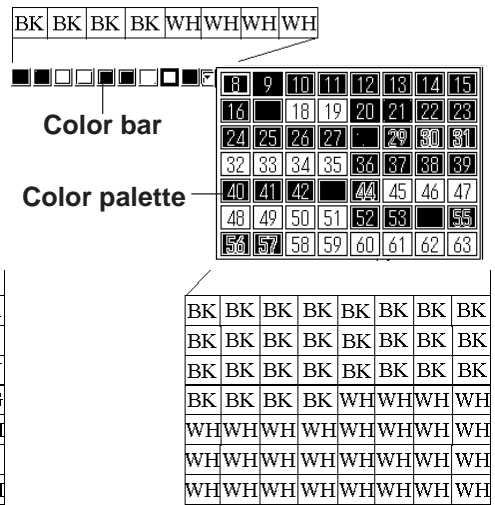 BK BK BK BK WH WH WH WH
Color bar
8 9 10 11 12 13 14 15
16 18 19 20 21 22 23
24 25 26 27 29 30 31
32 33 34 35 36 37 38 39
Color palette
40 41 42 44 45 46 47
48 49 50 51 52 53 55
56 57 58 59 60 61 62 63
BK BK BK BK BK BK BK BK
BK BK BK BK BK BK BK BK
BK BK BK BK BK BK BK BK
BK BK BK BK WH WH WH WH
WH WH WH WH WH WH WH WH
WH WH WH WH WH WH WH WH
WH WH WH WH WH WH WH WH